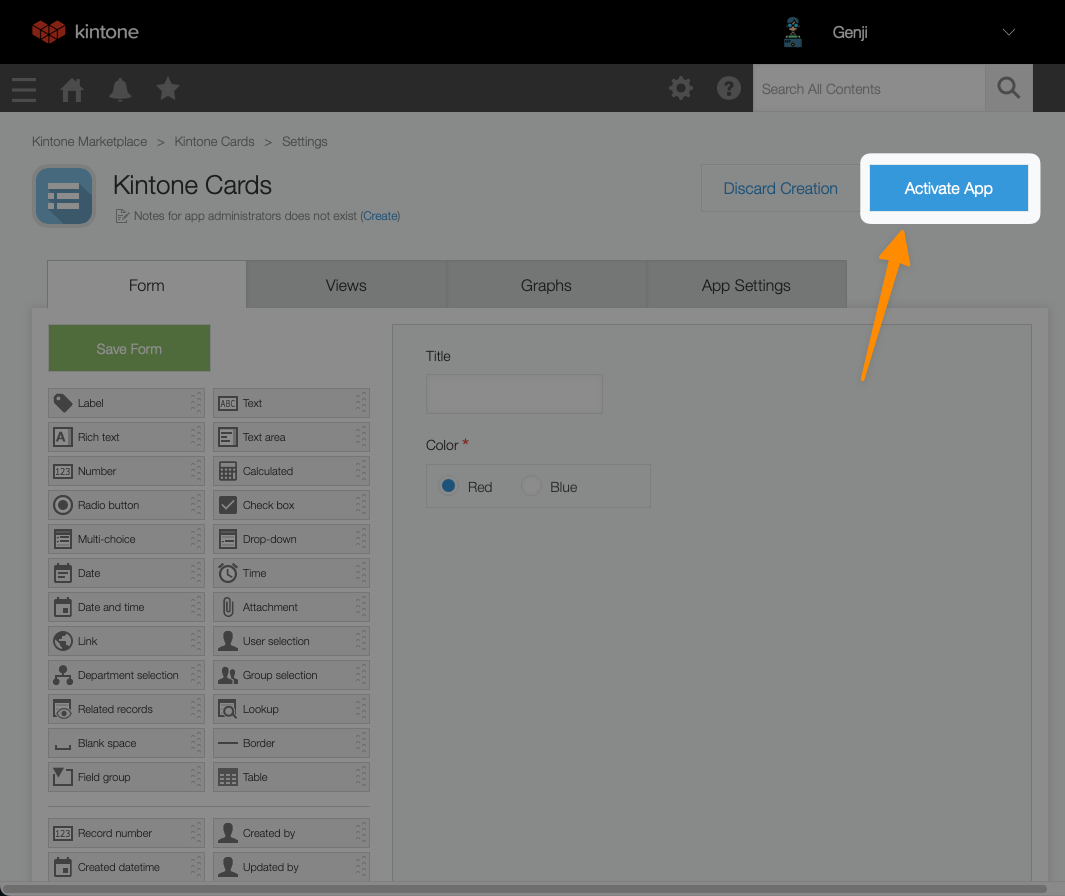 kintone
Genji
Search All Contents
Kintone Marketplace > Kintone Cards > Settings
Kintone Cards
Notes for app administrators does not exist (Create)
Discard Creation
Activate App
Form
Views
Graphs
App Settings
Save Form
Label
ABC Text
A Rich text
Text area
123 Number
Calculated
Radio button
Check box
Multi-choice
Drop-down
Date
Time
Date and time
Attachment
Link
User selection
Department selection
Group selection
Related records
Lookup
Blank space
Border
Field group
Table
123 Record number
Created by
Created datetime
Updated by
Title
Color *
Red
Blue